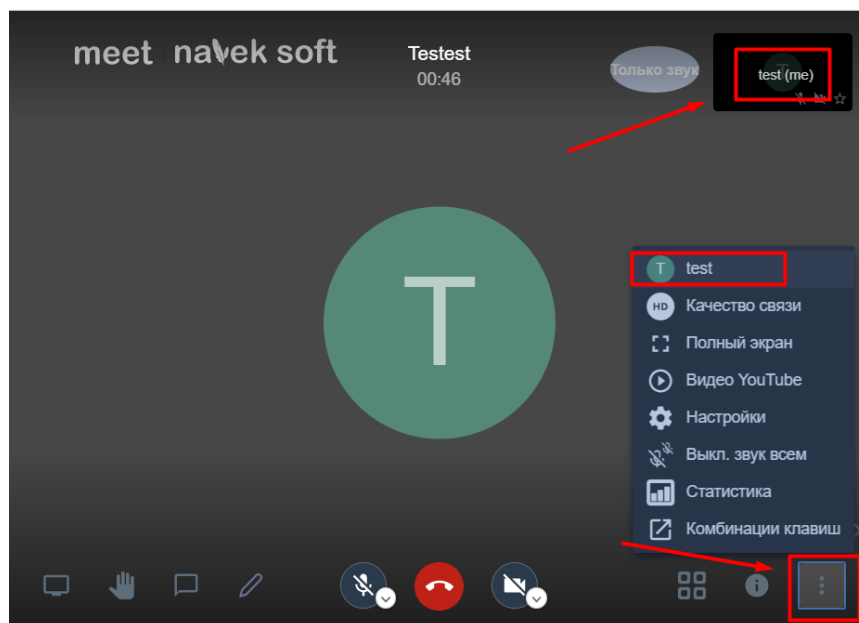 meet navek soft
Testest
00:46
Только звук
T
test (me)
T
T test
HD Качество связи
Полный экран
Видео YouTube
Настройки
Выкл. звук всем
Статистика
Комбинации клавиш